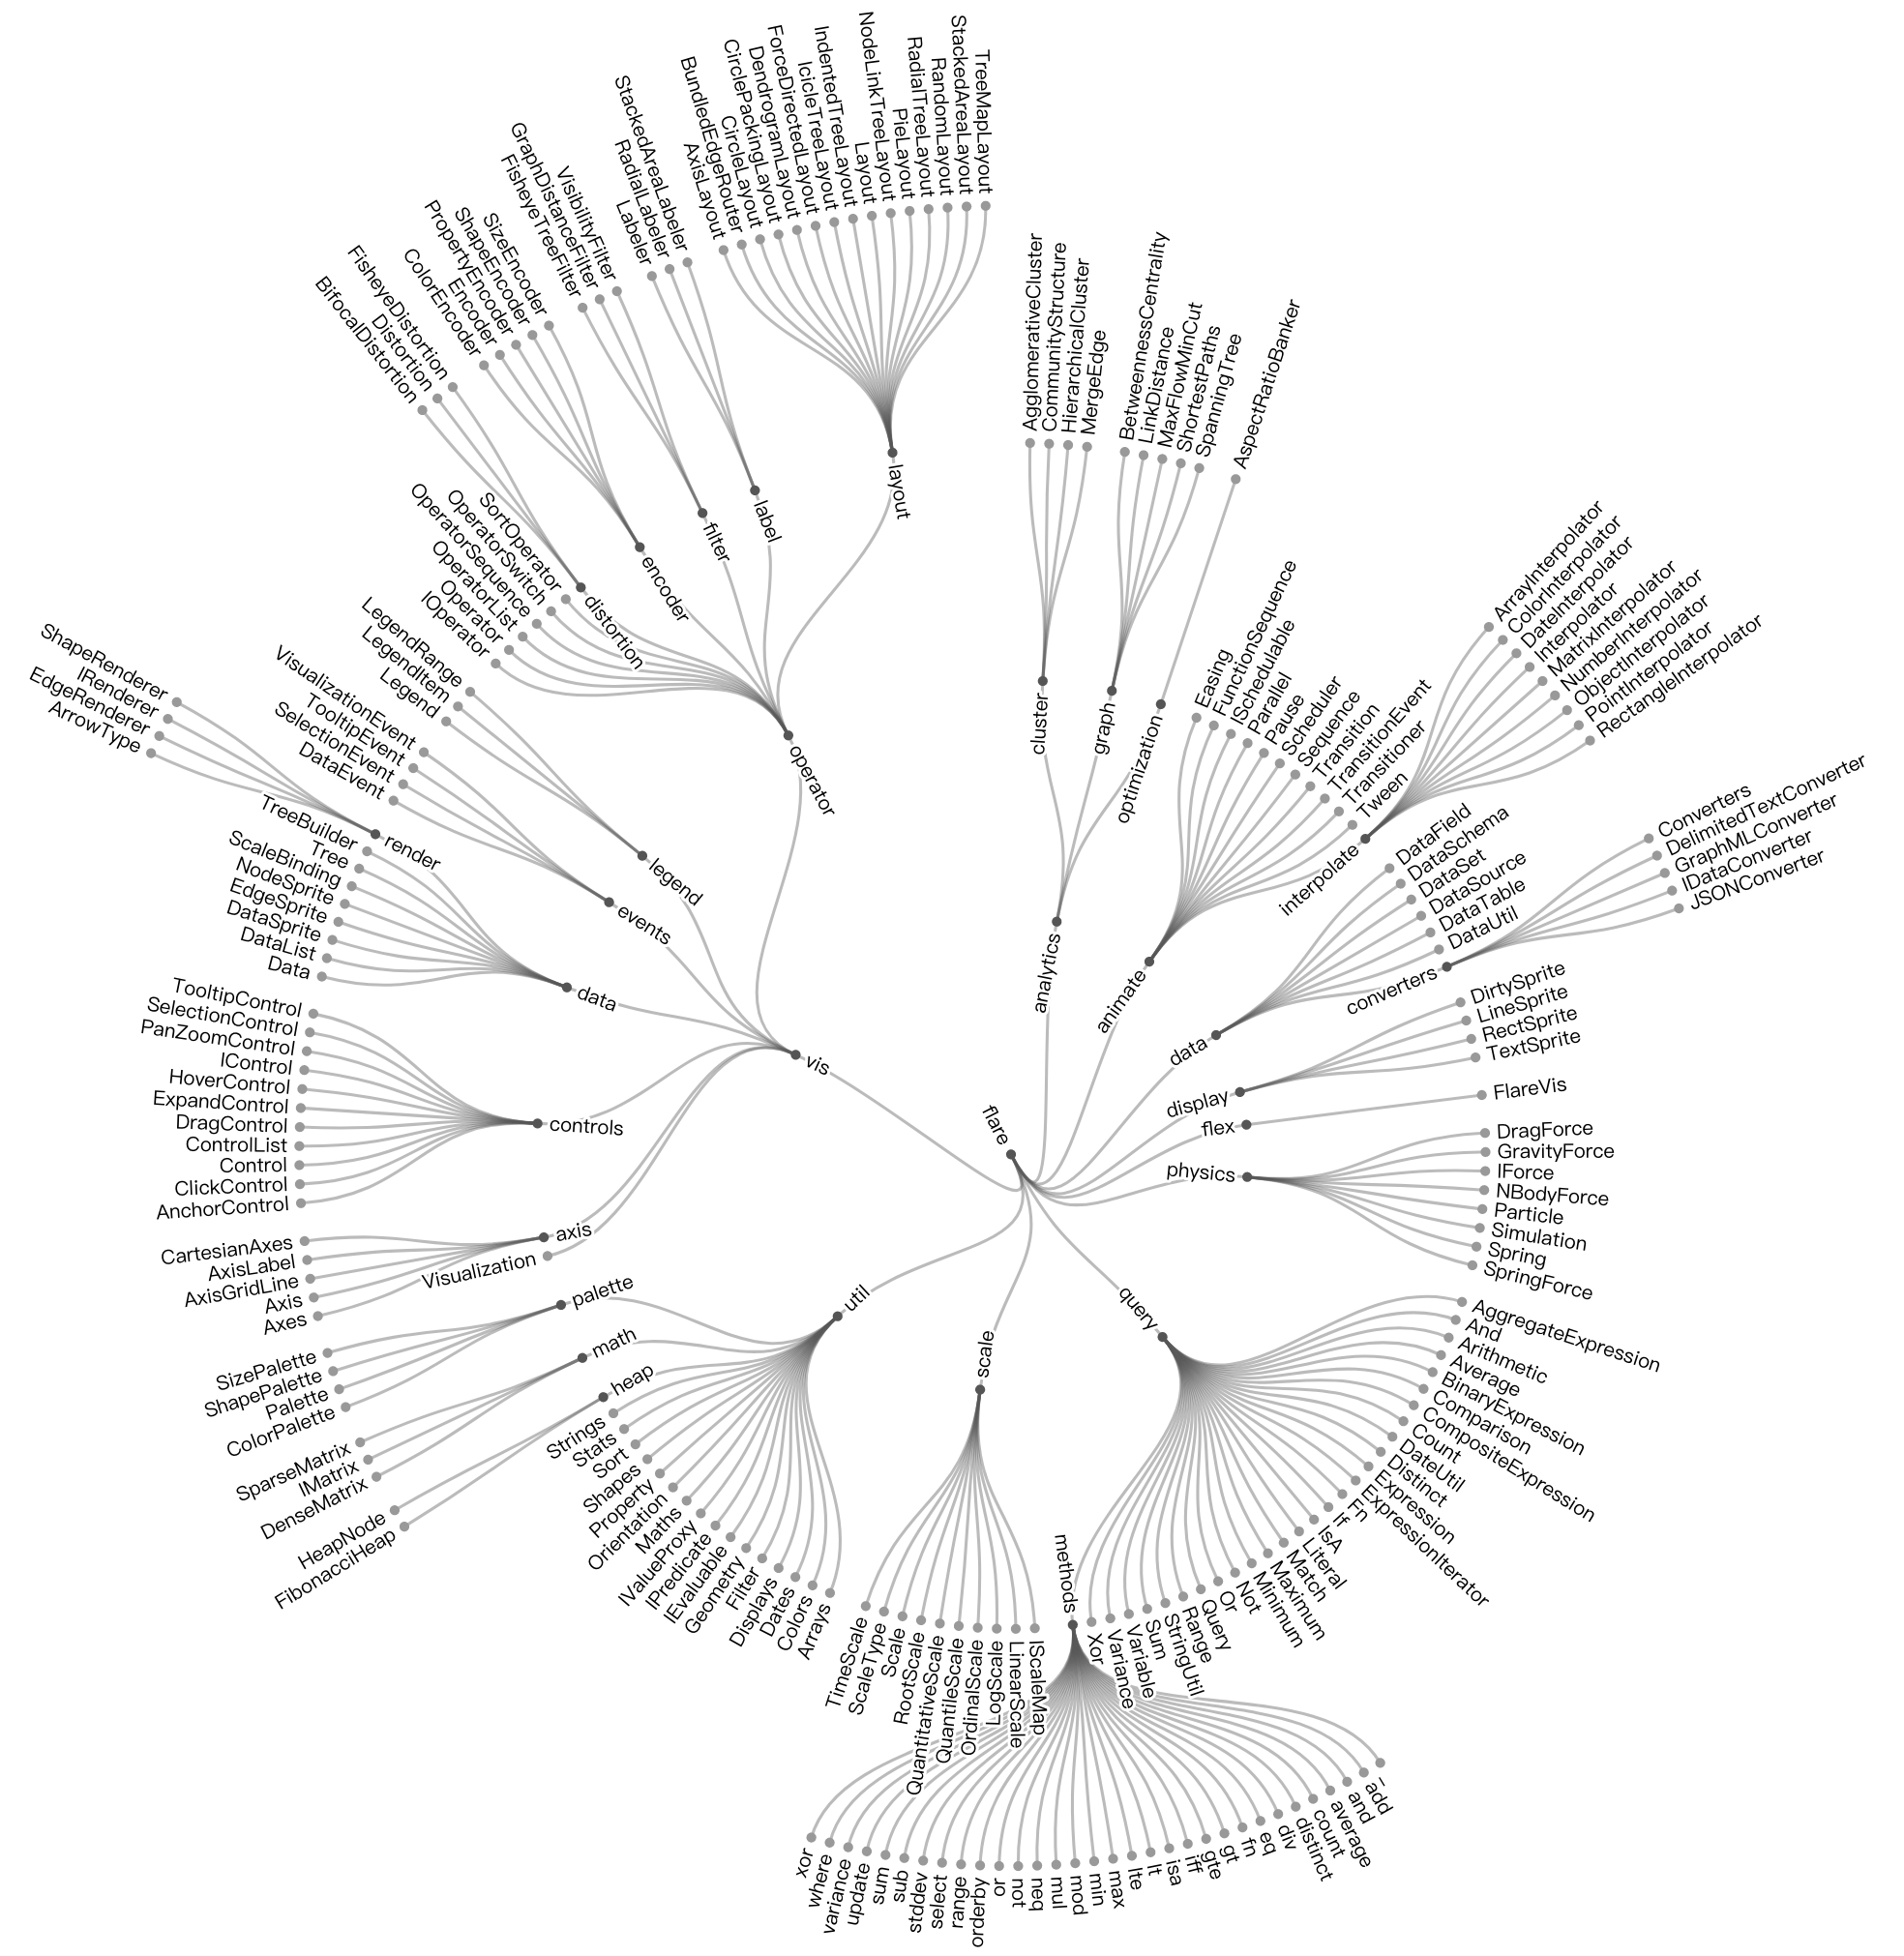 flare
analytics
cluster
AgglomerativeCluster
CommunityStructure
HierarchicalCluster
MergeEdge
graph
BetweennessCentrality
LinkDistance
MaxFlowMinCut
ShortestPaths
SpanningTree
optimization
AspectRatioBanker
animate
Easing
FunctionSequence
ISchedulable
Parallel
Pause
Scheduler
Sequence
Transition
TransitionEvent
Transitioner
Tween
interpolate
ArrayInterpolator
ColorInterpolator
DateInterpolator
Interpolator
MatrixInterpolator
NumberInterpolator
ObjectInterpolator
PointInterpolator
RectangleInterpolator
data
DataField
DataSchema
DataSet
DataSource
DataTable
DataUtil
converters
Converters
DelimitedTextConverter
GraphMLConverter
IDataConverter
JSONConverter
display
DirtySprite
LineSprite
RectSprite
TextSprite
flex
FlareVis
physics
DragForce
GravityForce
IForce
NBodyForce
Particle
Simulation
Spring
SpringForce
query
AggregateExpression
And
Arithmetic
Average
BinaryExpression
Comparison
CompositeExpression
Count
DateUtil
Distinct
Expression
ExpressionIterator
Fn
If
IsA
Literal
Match
Maximum
Minimum
Not
Or
Query
Range
StringUtil
Sum
Variable
Variance
Xor
methods
_
add
and
average
count
distinct
div
eq
fn
gt
gte
iff
isa
lt
lte
max
min
mod
mul
neq
not
or
orderby
range
select
stddev
sub
sum
update
variance
where
xor
scale
IScaleMap
LinearScale
LogScale
OrdinalScale
QuantileScale
QuantitativeScale
RootScale
Scale
ScaleType
TimeScale
util
Arrays
Colors
Dates
Displays
Filter
Geometry
IEvaluable
IPredicate
IValueProxy
Maths
Orientation
Property
Shapes
Sort
Stats
Strings
heap
FibonacciHeap
HeapNode
math
DenseMatrix
IMatrix
SparseMatrix
palette
ColorPalette
Palette
ShapePalette
SizePalette
vis
Visualization
axis
Axes
Axis
AxisGridLine
AxisLabel
CartesianAxes
controls
AnchorControl
ClickControl
Control
ControlList
DragControl
ExpandControl
HoverControl
IControl
PanZoomControl
SelectionControl
TooltipControl
data
Data
DataList
DataSprite
EdgeSprite
NodeSprite
ScaleBinding
Tree
TreeBuilder
render
ArrowType
EdgeRenderer
IRenderer
ShapeRenderer
events
DataEvent
SelectionEvent
TooltipEvent
VisualizationEvent
legend
Legend
LegendItem
LegendRange
operator
IOperator
Operator
OperatorList
OperatorSequence
OperatorSwitch
SortOperator
distortion
BifocalDistortion
Distortion
FisheyeDistortion
encoder
ColorEncoder
Encoder
PropertyEncoder
ShapeEncoder
SizeEncoder
filter
FisheyeTreeFilter
GraphDistanceFilter
VisibilityFilter
label
Labeler
RadialLabeler
StackedAreaLabeler
layout
AxisLayout
BundledEdgeRouter
CircleLayout
CirclePackingLayout
DendrogramLayout
ForceDirectedLayout
IcicleTreeLayout
IndentedTreeLayout
Layout
NodeLinkTreeLayout
PieLayout
RadialTreeLayout
RandomLayout
StackedAreaLayout
TreeMapLayout